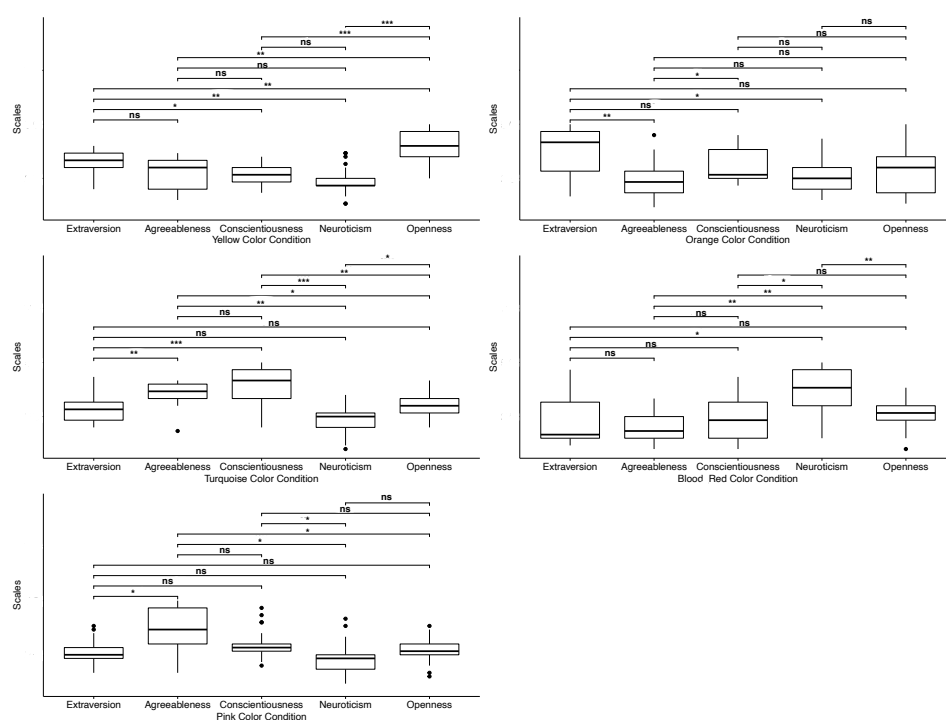 ***
***
ns
**
ns
ns
**
**
*
ns
Scales
Extraversion Agreeableness Conscientiousness Neuroticism Openness
Yellow Color Condition
ns
ns
ns
ns
ns
*
ns
*
ns
**
Scales
Extraversion Agreeableness Conscientiousness Neuroticism Openness
Orange Color Condition
*
**
***
*
**
ns
ns
ns
***
**
Scales
Extraversion Agreeableness Conscientiousness Neuroticism Openness
Turquoise Color Condition
**
ns
*
**
**
ns
ns
*
ns
ns
Scales
Extraversion Agreeableness Conscientiousness Neuroticism Openness
Blood Red Color Condition
ns
ns
*
*
*
ns
ns
ns
ns
*
Scales
Extraversion Agreeableness Conscientiousness Neuroticism Openness
Pink Color Condition